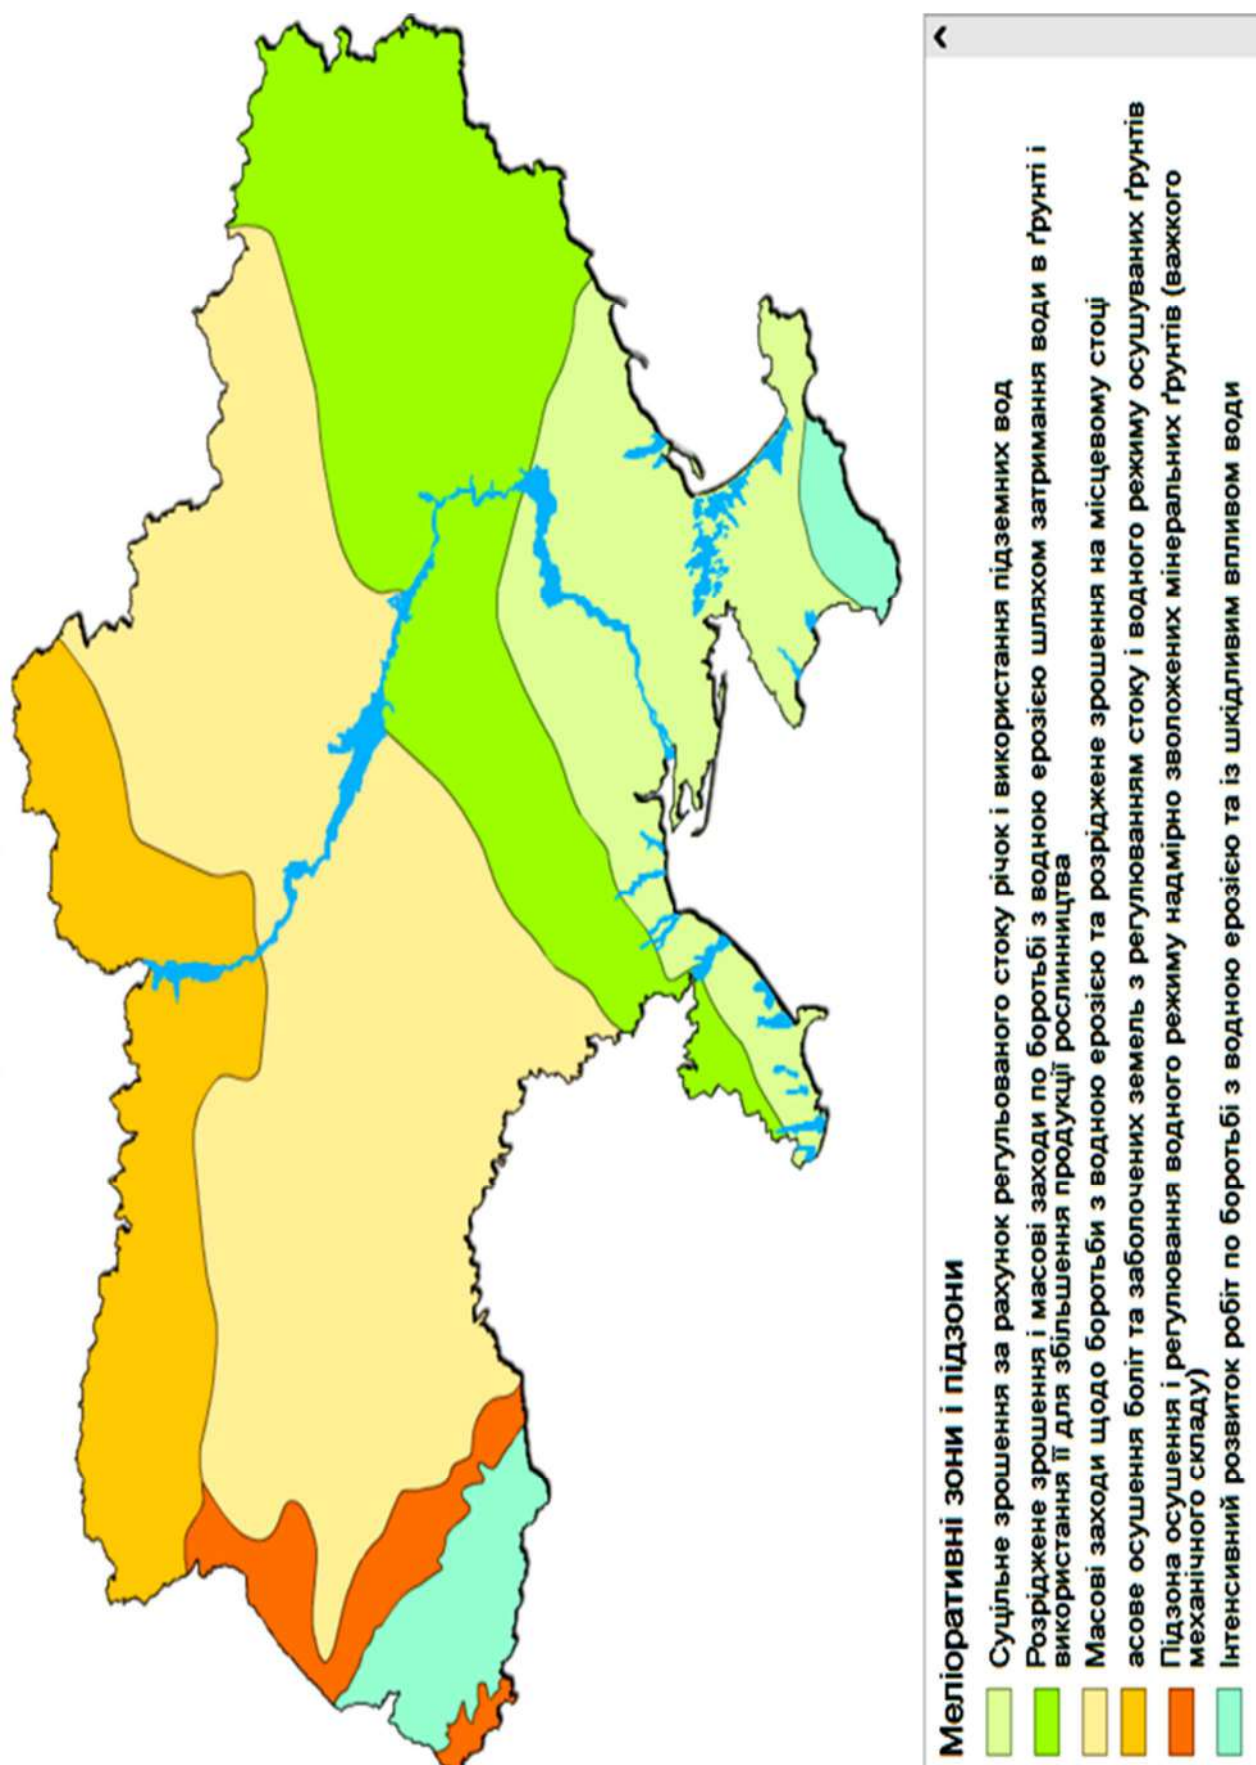 Меліоративні зони і підзони
Суцільне зрошення за рахунок регульованого стоку річок і використання підземних вод
Розріджене зрошення і масові заходи по боротьбі з водною ерозією шляхом затримання води в ґрунті і
використання її для збільшення продукції рослинництва
Масові заходи щодо боротьби з водною ерозією та розріджене зрошення на місцевому стоці
асове осушення боліт та заболочених земель з регулюванням стоку і водного режиму осушуваних ґрунтів
Підзона осушення і регулювання водного режиму надмірно зволожених мінеральних ґрунтів (важкого
механічного складу)
Інтенсивний розвиток робіт по боротьбі з водною ерозією та із шкідливим впливом води